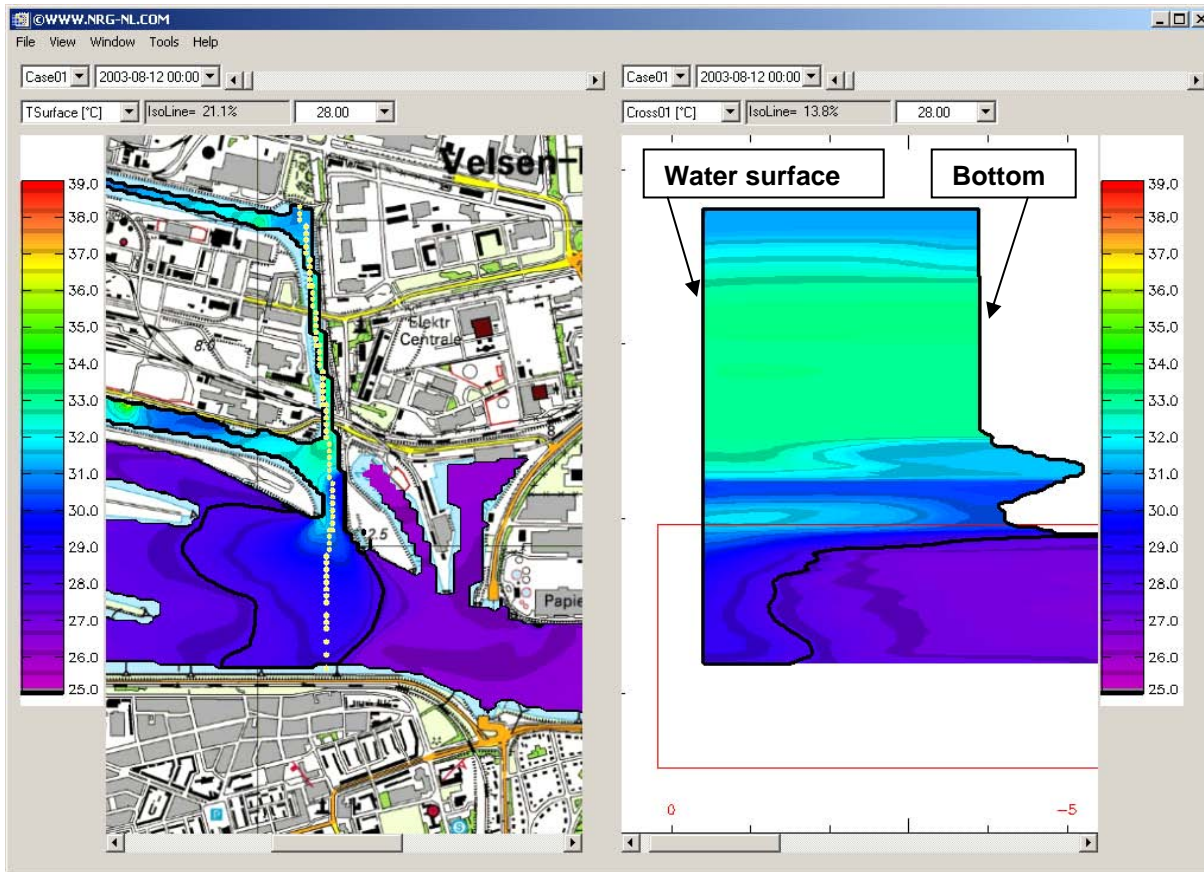 ©WWW.NRG-NL.COM
File View Window Tools Help
Case01 2003-08-12 00:00
TSurface [°C] IsoLine= 21.1% 28.00
39.0
38.0
37.0
36.0
35.0
34.0
33.0
32.0
31.0
30.0
29.0
28.0
27.0
26.0
25.0
Velsen-
Elektr
Centrale
8.0
8
2.5
Papie
P
S
Case01 2003-08-12 00:00
Cross01 [°C] IsoLine= 13.8% 28.00
Water surface
Bottom
0
-5
39.0
38.0
37.0
36.0
35.0
34.0
33.0
32.0
31.0
30.0
29.0
28.0
27.0
26.0
25.0